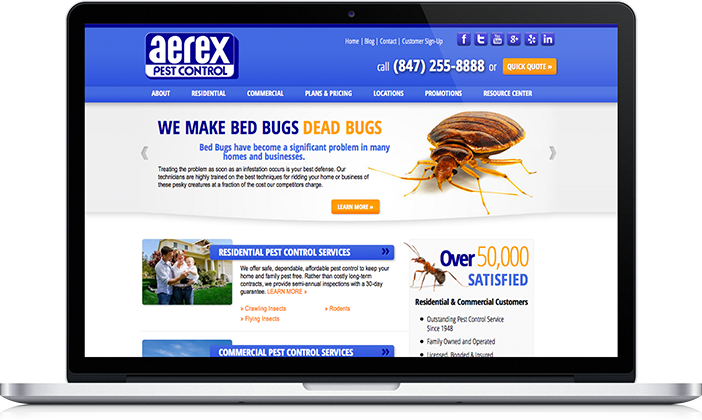 aerex
PEST CONTROL
Home | Blog | Contact | Customer Sign-Up
call (847) 255-8888 or QUICK QUOTE »
ABOUT RESIDENTIAL COMMERCIAL PLANS & PRICING LOCATIONS PROMOTIONS RESOURCE CENTER
WE MAKE BED BUGS DEAD BUGS
Bed Bugs have become a significant problem in many
homes and businesses.
Treating the problem as soon as an infestation occurs is your best defense. Our
technicians are highly trained on the best techniques for ridding your home or business of
these pesky creatures at a fraction of the cost our competitors charge.
LEARN MORE »
RESIDENTIAL PEST CONTROL SERVICES »
We offer safe, dependable, affordable pest control to keep your
home and family pest free. Rather than costly long-term
contracts, we provide semi-annual inspections with a 30-day
guarantee. LEARN MORE »
» Crawling Insects » Rodents
» Flying Insects
COMMERCIAL PEST CONTROL SERVICES »
Over 50,000
SATISFIED
Residential & Commercial Customers
• Outstanding Pest Control Service
Since 1948
• Family Owned and Operated
• Licensed, Bonded & Insured